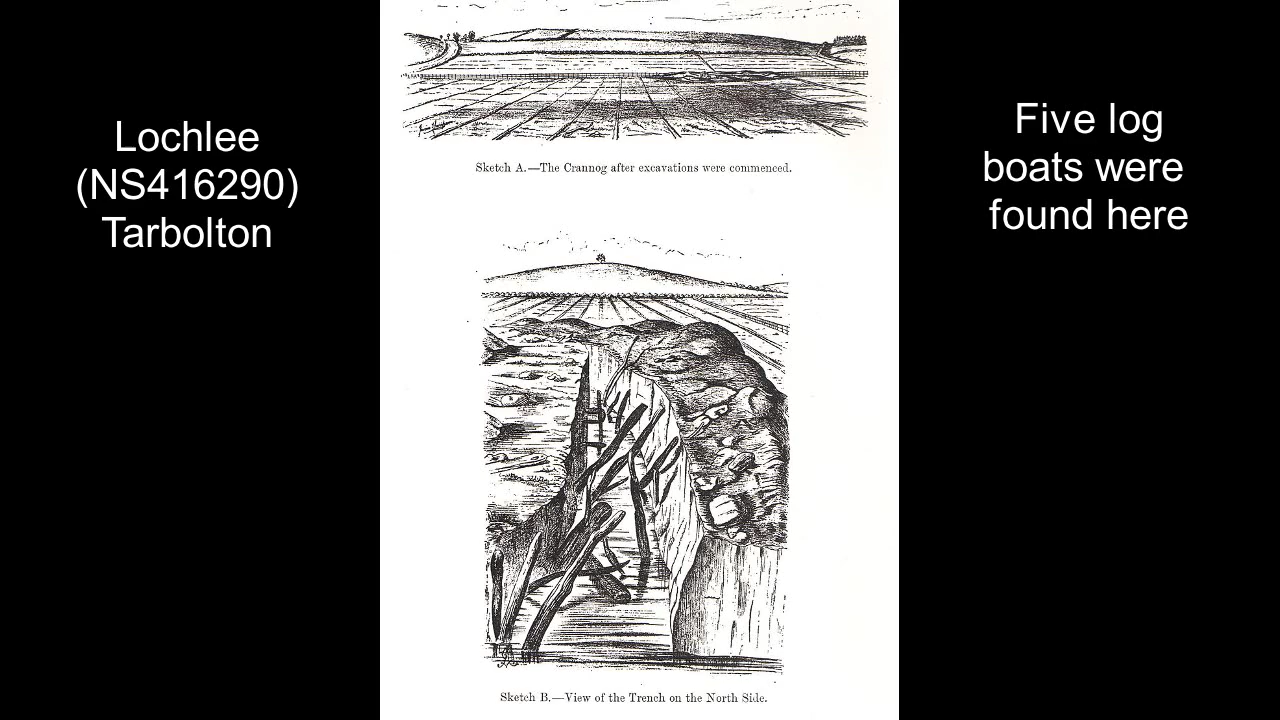 Lochlee
(NS416290)
Tarbolton
Sketch A.—The Crannog after excavations were commenced.
Sketch B.—View of the Trench on the North Side.
Five log
boats were
found here